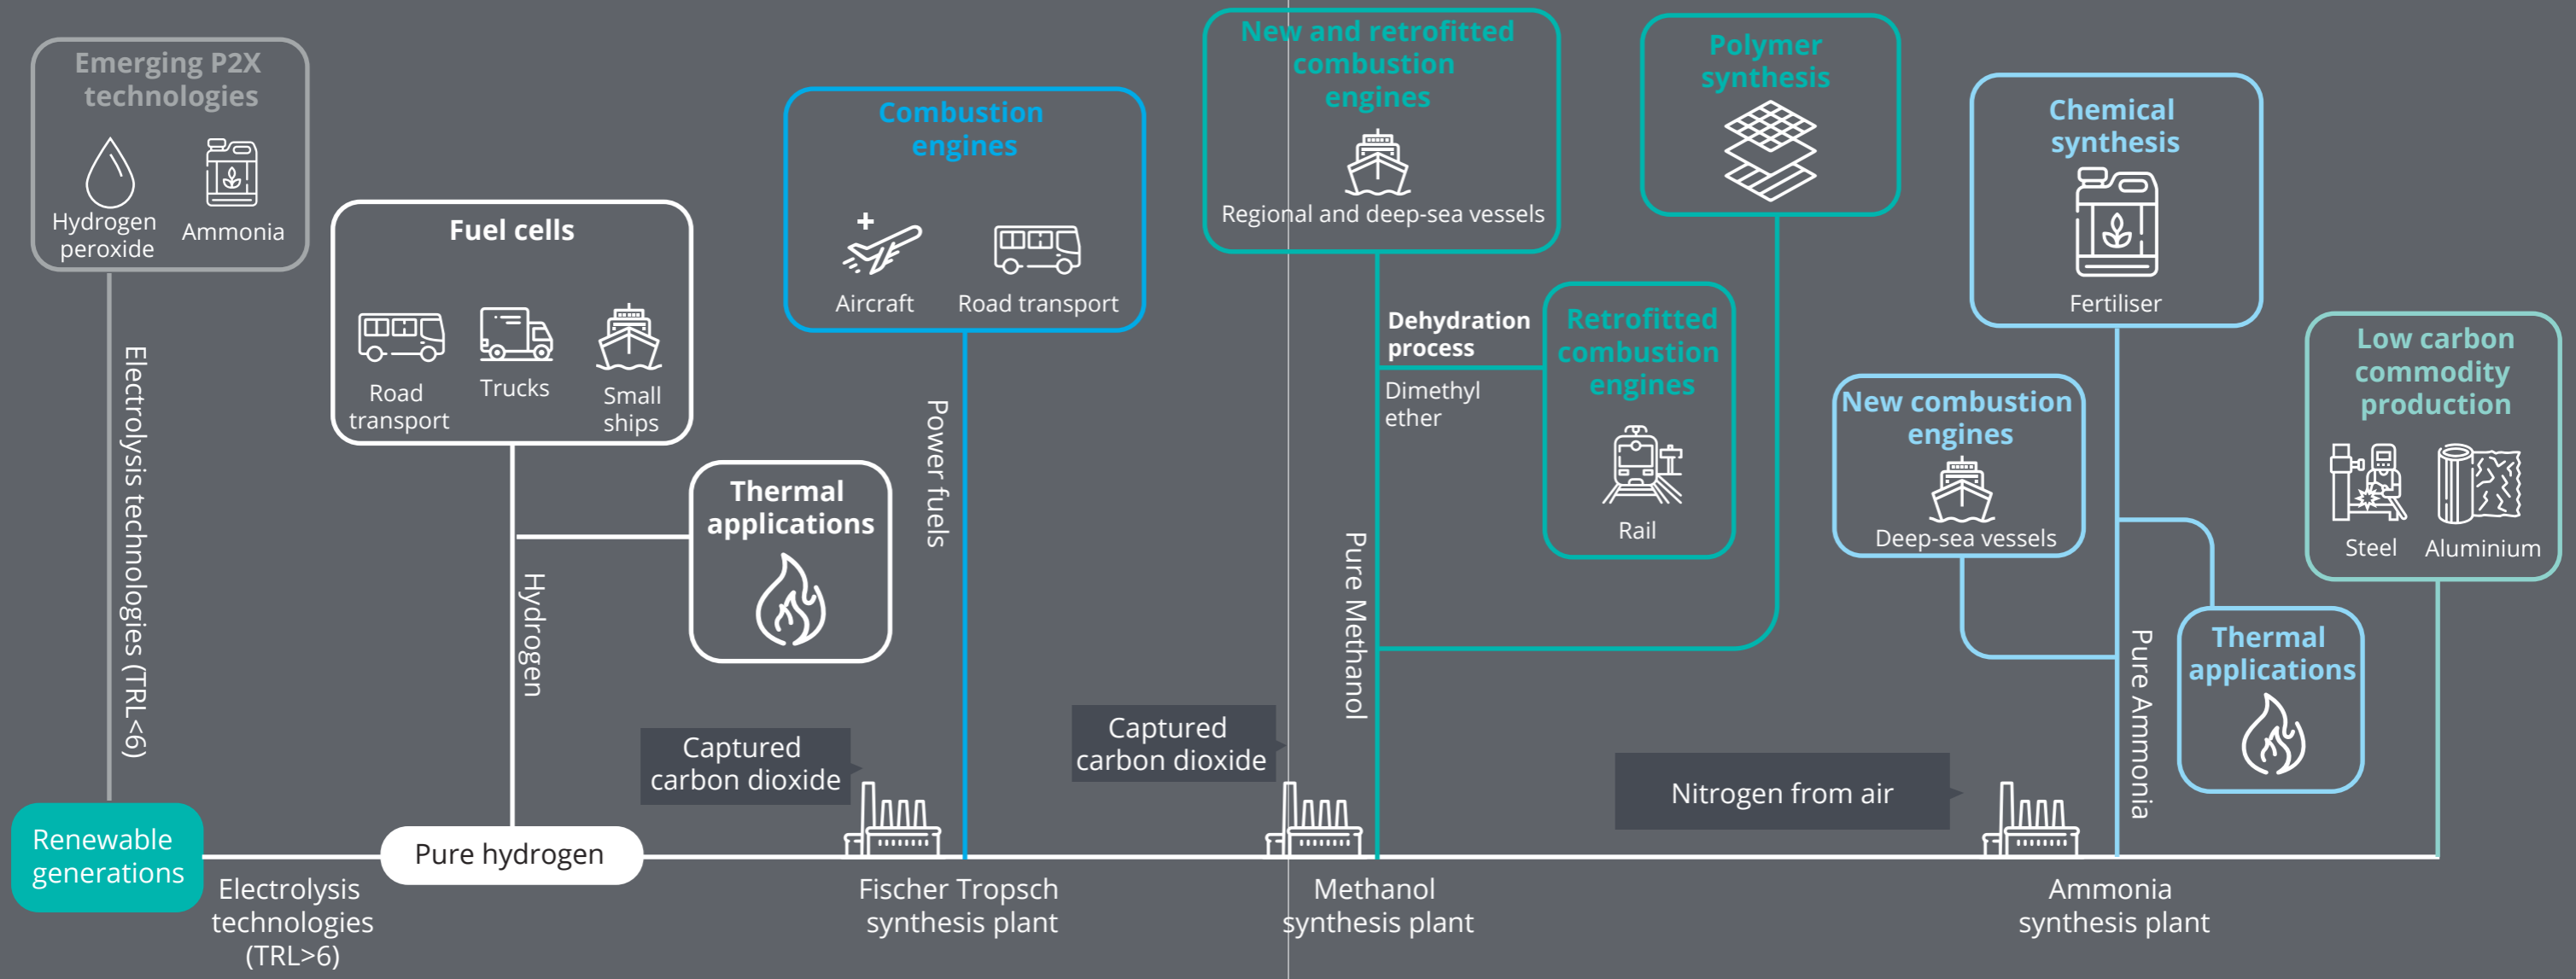 Emerging P2X
technologies
Hydrogen
peroxide
Ammonia
Electrolysis technologies (TRL<6)
Renewable
generations
Electrolysis
technologies
(TRL>6)
Fuel cells
Road
transport
Trucks
Small
ships
Hydrogen
Thermal
applications
Pure hydrogen
Combustion
engines
Aircraft
Road transport
Power fuels
Captured
carbon dioxide
Fischer Tropsch
synthesis plant
New and retrofitted
combustion
engines
Regional and deep-sea vessels
Dehydration
process
Dimethyl
ether
Retrofitted
combustion
engines
Rail
Polymer
synthesis
Pure Methanol
Captured
carbon dioxide
Methanol
synthesis plant
Chemical
synthesis
Fertiliser
New combustion
engines
Deep-sea vessels
Thermal
applications
Pure Ammonia
Nitrogen from air
Ammonia
synthesis plant
Low carbon
commodity
production
Steel
Aluminium